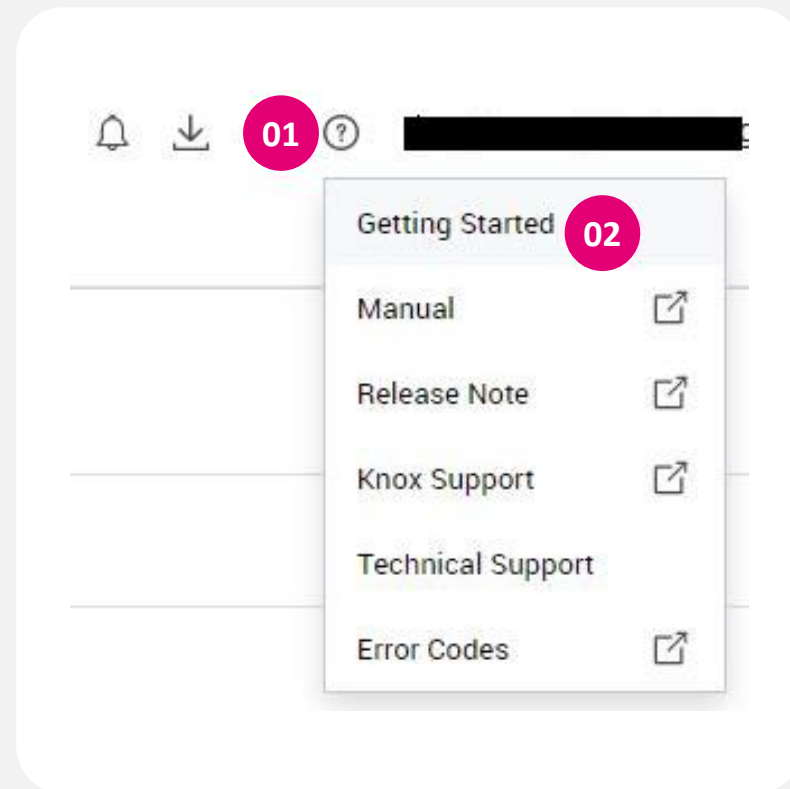 01 ?
Getting Started 02
Manual
Release Note
Knox Support
Technical Support
Error Codes